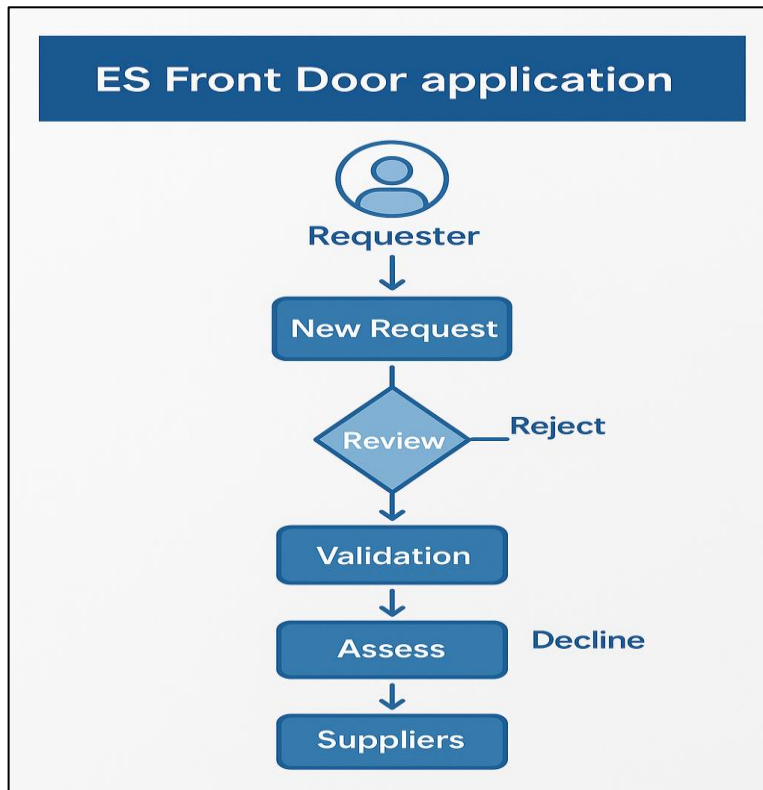 ES Front Door application
Requester
New Request
Review
Reject
Validation
Assess
Decline
Suppliers